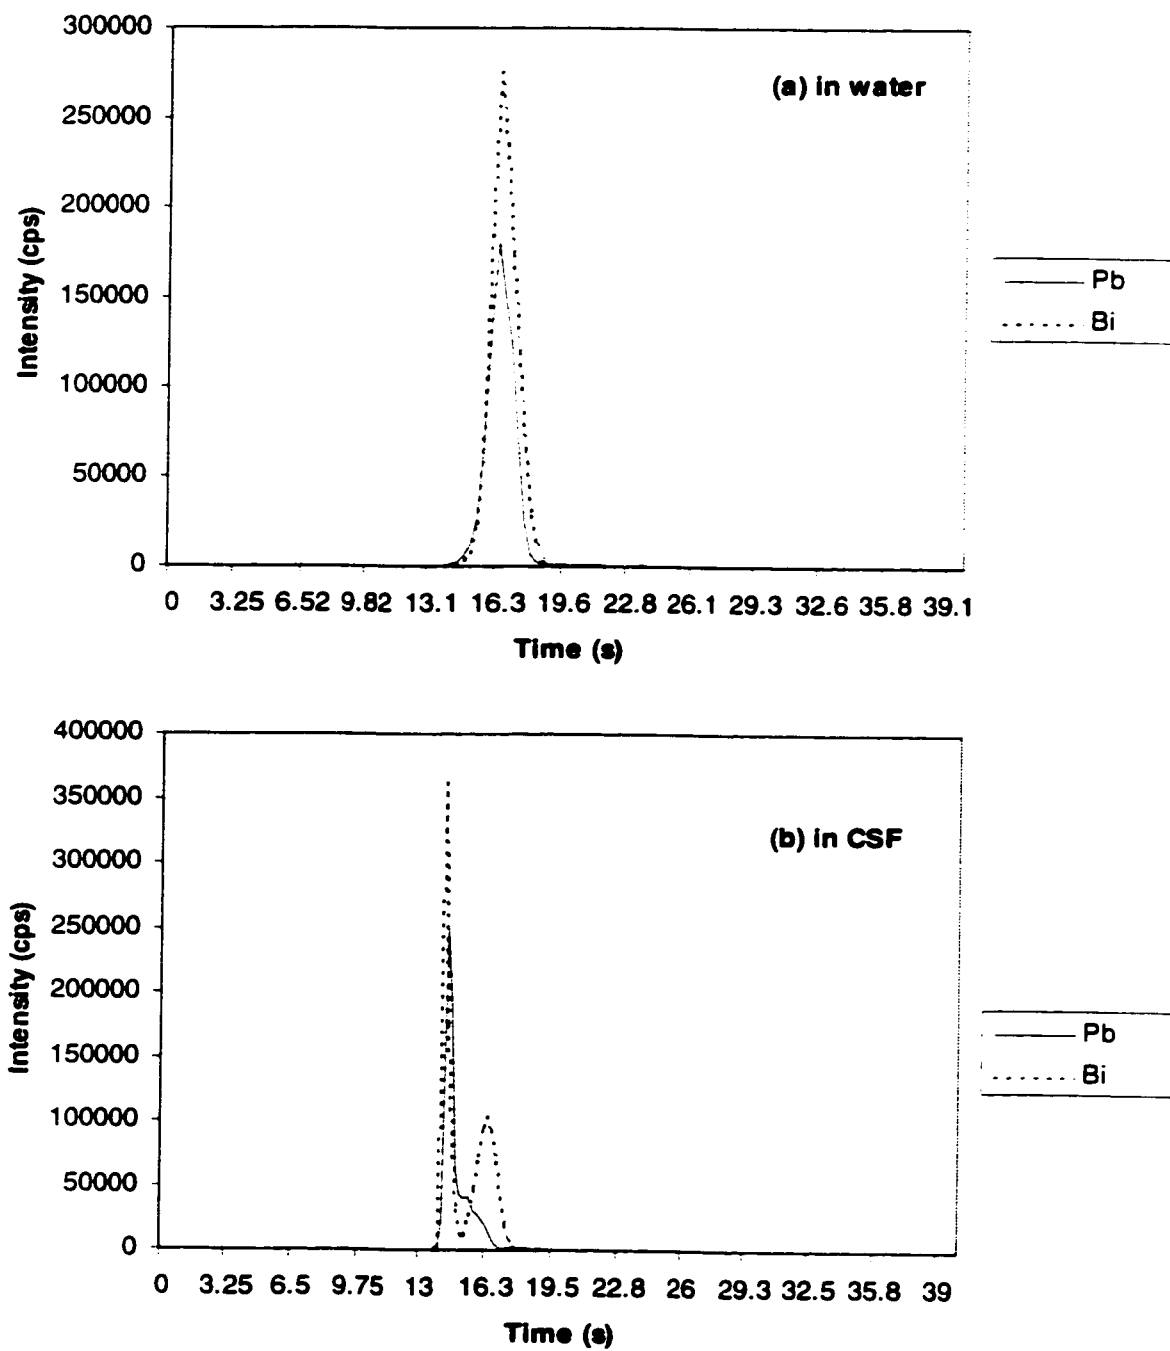 300000
(a) in water
250000
200000
150000
100000
50000
0
Intensity (cps)
Pb
Bi
0 3.25 6.52 9.82 13.1 16.3 19.6 22.8 26.1 29.3 32.6 35.8 39.1
Time (s)
400000
350000
(b) in CSF
300000
250000
200000
150000
100000
50000
0
Intensity (cps)
Pb
Bi
0 3.25 6.5 9.75 13 16.3 19.5 22.8 26 29.3 32.5 35.8 39
Time (s)